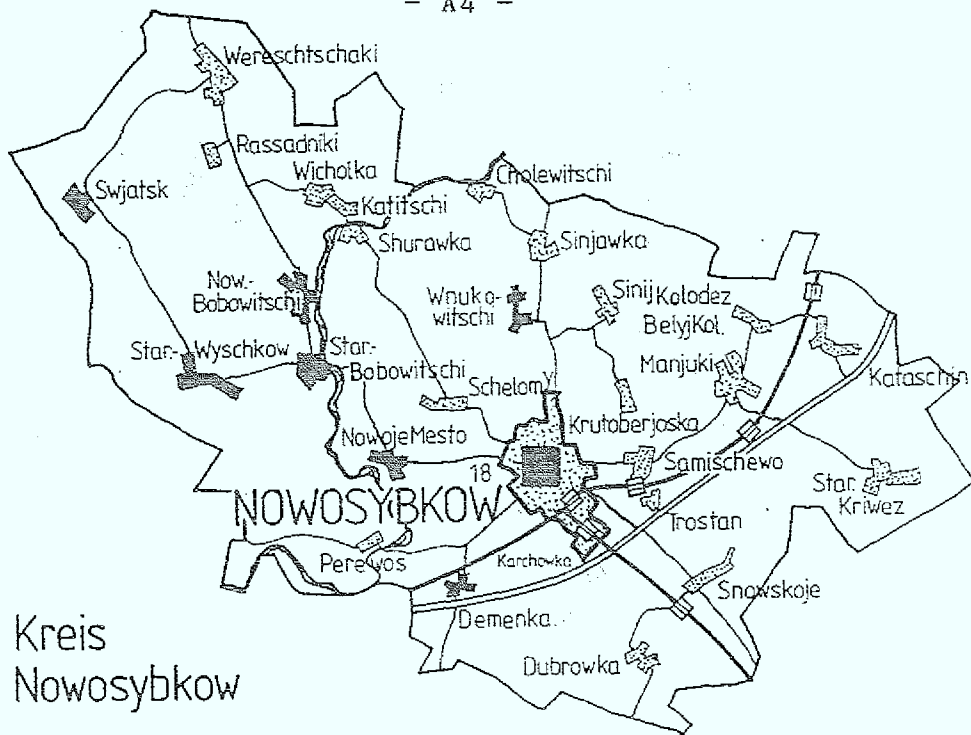 - A4 -
Wereschtschaki
Rassadniki
Wicholka
Cholewitschi
Swjatsk
Katitschi
Shurawka
Sinjawka
Now.-
Bobowitschi
Wnuko-
witschi
Sinij Kolodez
Belyj Kol.
Star.-
Wyschkow
Star.-
Bobowitschi
Manjuki
Kataschin
Schelomy
Krutoberjoska
Nowoje Mesto
18
Samischewo
Star.
Kriwez
NOWOSYBKOW
Trostan
Perewos
Karchowka
Snowskoje
Demenka
Dubrowka
Kreis
Nowosybkow